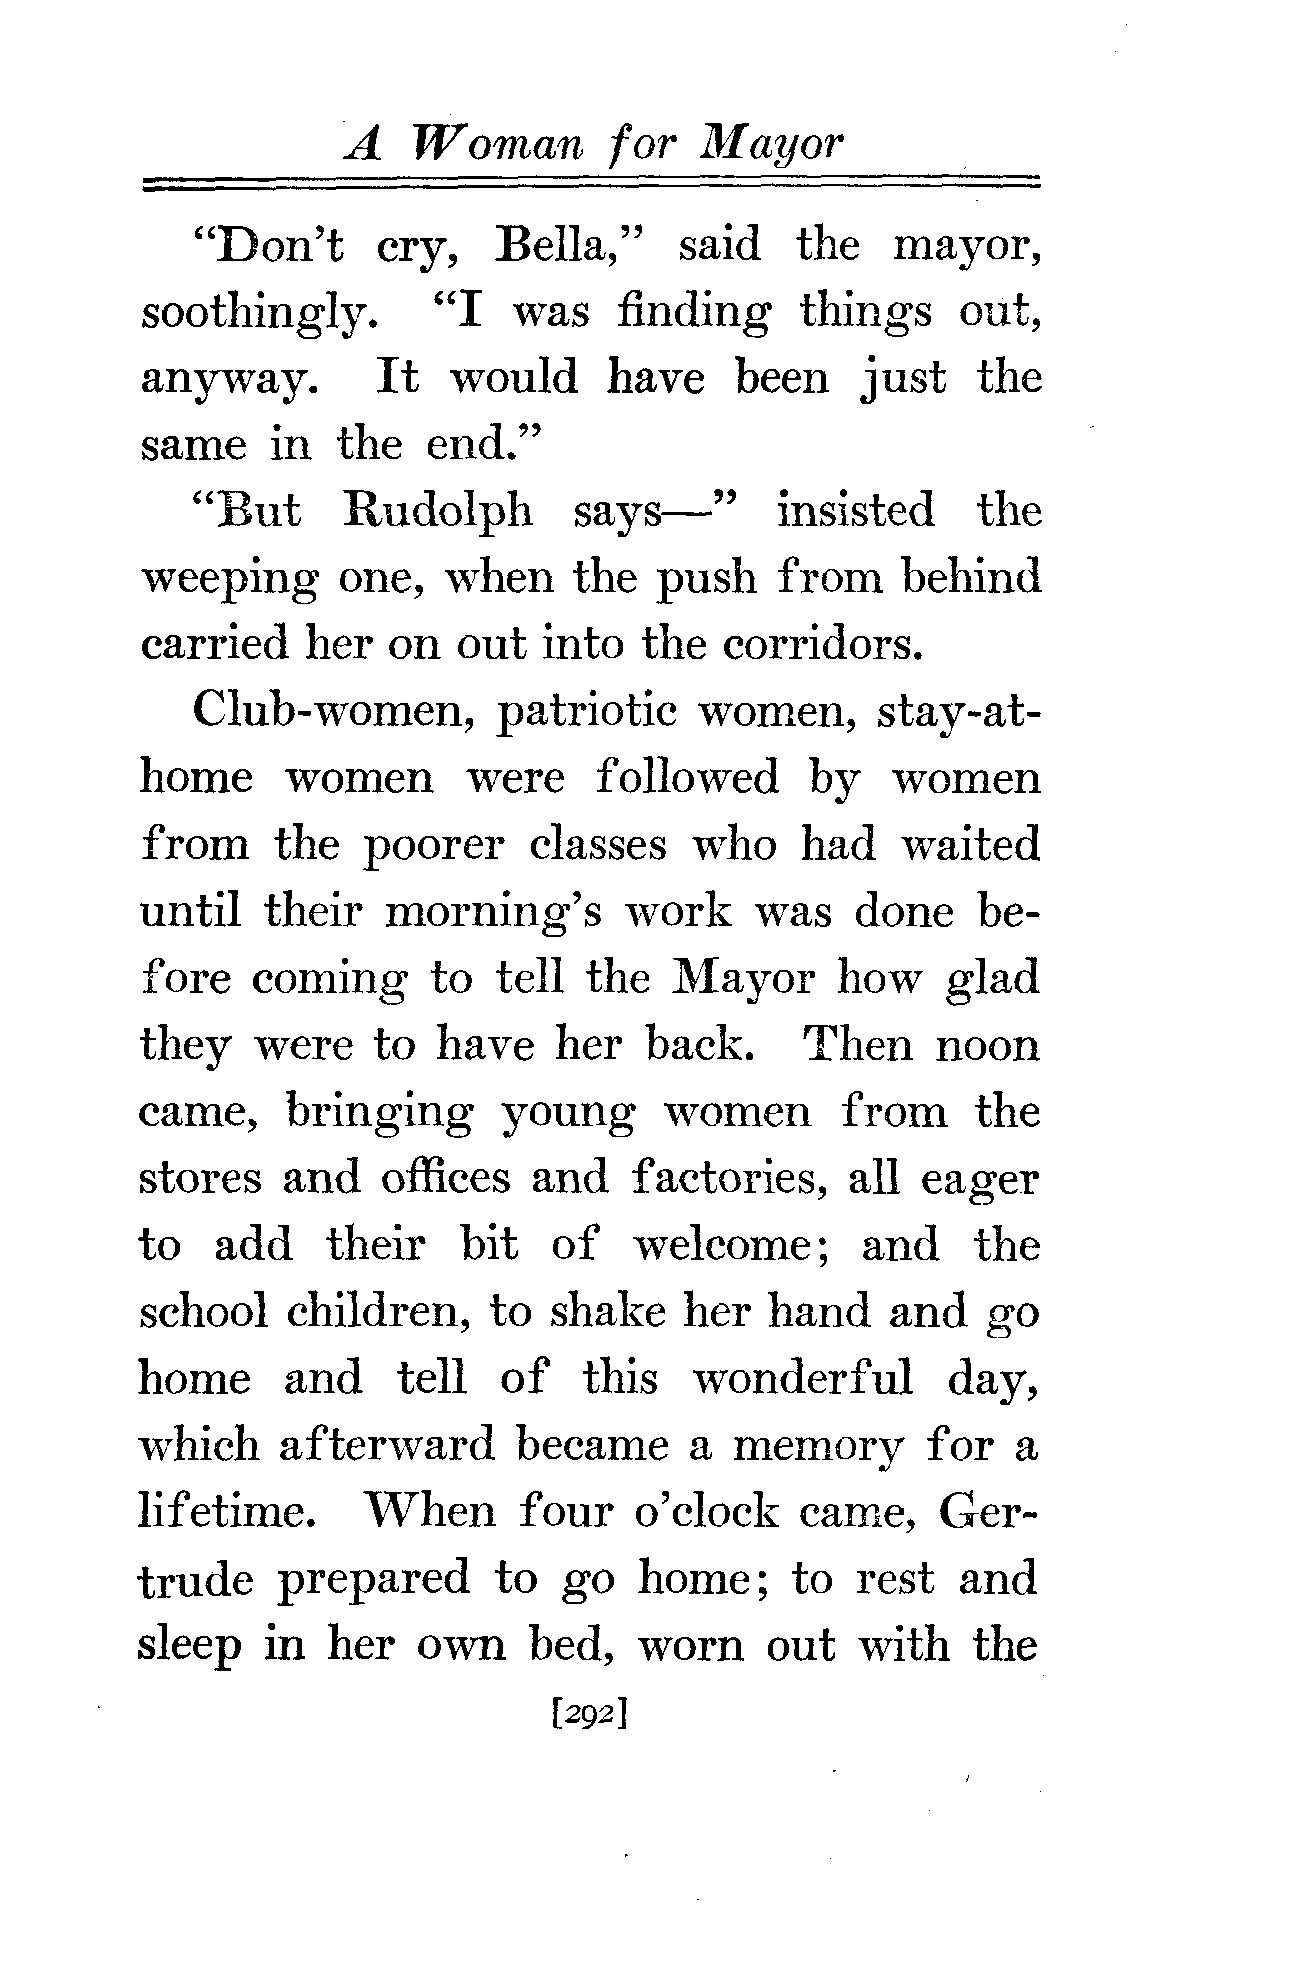 A Woman for Mayor
“Don’t cry, Bella,” said the mayor,
soothingly. “I was finding things out,
anyway. It would have been just the
same in the end.”
“But Rudolph says—” insisted the
weeping one, when the push from behind
carried her on out into the corridors.
Club-women, patriotic women, stay-at-
home women were followed by women
from the poorer classes who had waited
until their morning’s work was done be-
fore coming to tell the Mayor how glad
they were to have her back. Then noon
came, bringing young women from the
stores and offices and factories, all eager
to add their bit of welcome; and the
school children, to shake her hand and go
home and tell of this wonderful day,
which afterward became a memory for a
lifetime. When four o’clock came, Ger-
trude prepared to go home; to rest and
sleep in her own bed, worn out with the
[292]